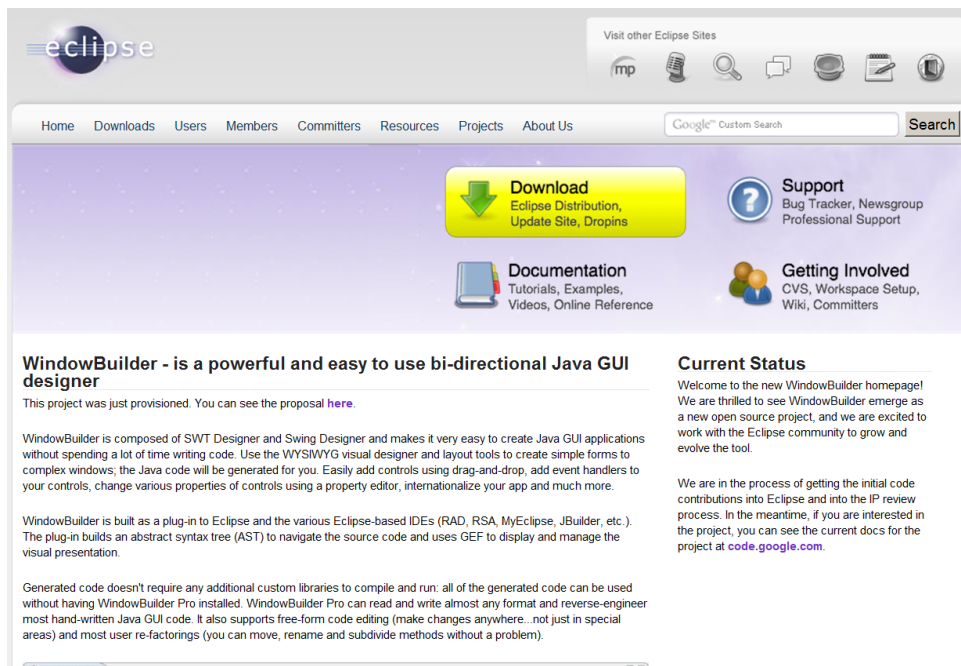 eclipse
Visit other Eclipse Sites
mp
Home Downloads Users Members Committers Resources Projects About Us
Google™ Custom Search
Search
Download
Eclipse Distribution,
Update Site, Dropins
Support
Bug Tracker, Newsgroup
Professional Support
Documentation
Tutorials, Examples,
Videos, Online Reference
Getting Involved
CVS, Workspace Setup,
Wiki, Committers
WindowBuilder - is a powerful and easy to use bi-directional Java GUI
designer
This project was just provisioned. You can see the proposal here.
WindowBuilder is composed of SWT Designer and Swing Designer and makes it very easy to create Java GUI applications
without spending a lot of time writing code. Use the WYSIWYG visual designer and layout tools to create simple forms to
complex windows; the Java code will be generated for you. Easily add controls using drag-and-drop, add event handlers to
your controls, change various properties of controls using a property editor, internationalize your app and much more.
WindowBuilder is built as a plug-in to Eclipse and the various Eclipse-based IDEs (RAD, RSA, MyEclipse, JBuilder, etc.).
The plug-in builds an abstract syntax tree (AST) to navigate the source code and uses GEF to display and manage the
visual presentation.
Generated code doesn't require any additional custom libraries to compile and run: all of the generated code can be used
without having WindowBuilder Pro installed. WindowBuilder Pro can read and write almost any format and reverse-engineer
most hand-written Java GUI code. It also supports free-form code editing (make changes anywhere...not just in special
areas) and most user re-factorings (you can move, rename and subdivide methods without a problem).
Current Status
Welcome to the new WindowBuilder homepage!
We are thrilled to see WindowBuilder emerge as
a new open source project, and we are excited to
work with the Eclipse community to grow and
evolve the tool.
We are in the process of getting the initial code
contributions into Eclipse and into the IP review
process. In the meantime, if you are interested in
the project, you can see the current docs for the
project at code.google.com.